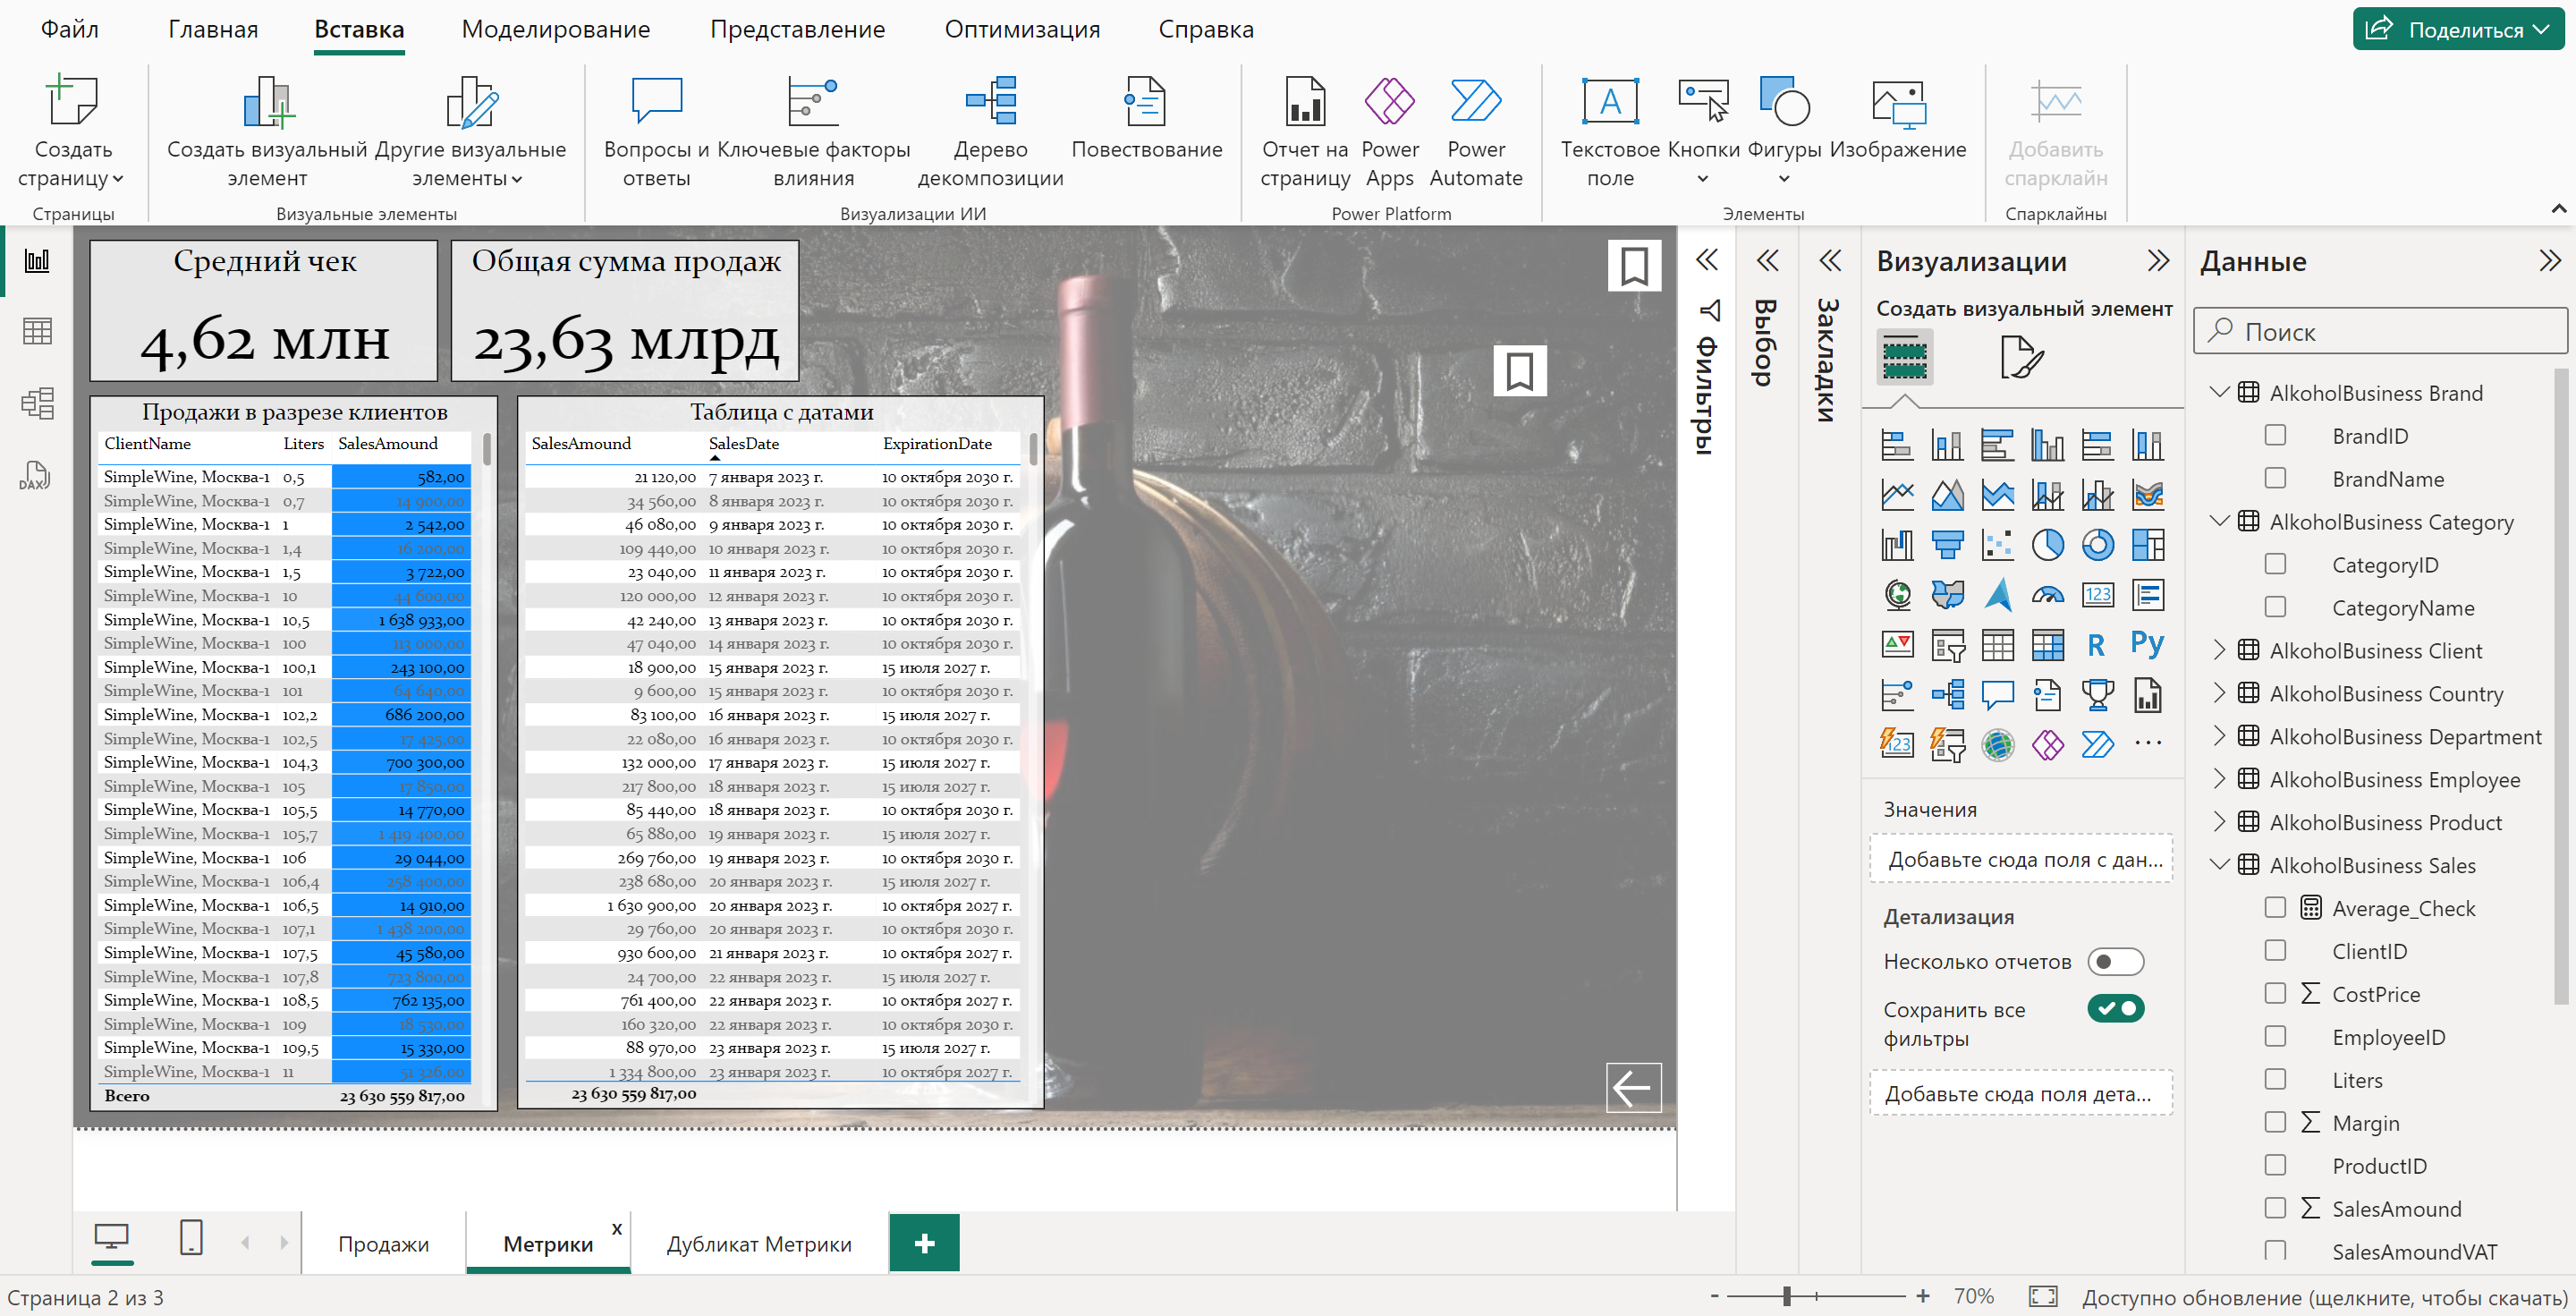 Файл Главная Вставка Моделирование Представление Оптимизация Справка Поделиться
Создать страницу
Создать визуальный элемент
Другие визуальные элементы
Вопросы и ответы
Ключевые факторы влияния
Дерево декомпозиции
Повествование
Отчет на страницу
Power Apps
Power Automate
Текстовое поле
Кнопки
Фигуры
Изображение
Добавить спарклайн
Страницы Визуальные элементы Визуализации ИИ Power Platform Элементы Спарклайны
Средний чек
4,62 млн
Общая сумма продаж
23,63 млрд
Продажи в разрезе клиентов
ClientName Liters SalesAmound
SimpleWine, Москва-1 0,5 582,00
SimpleWine, Москва-1 0,7 14 900,00
SimpleWine, Москва-1 1 2 542,00
SimpleWine, Москва-1 1,4 16 200,00
SimpleWine, Москва-1 1,5 3 722,00
SimpleWine, Москва-1 10 44 600,00
SimpleWine, Москва-1 10,5 1 638 933,00
SimpleWine, Москва-1 100 113 000,00
SimpleWine, Москва-1 100,1 243 100,00
SimpleWine, Москва-1 101 64 640,00
SimpleWine, Москва-1 102,2 686 200,00
SimpleWine, Москва-1 102,5 17 425,00
SimpleWine, Москва-1 104,3 700 300,00
SimpleWine, Москва-1 105 17 850,00
SimpleWine, Москва-1 105,5 14 770,00
SimpleWine, Москва-1 105,7 1 419 400,00
SimpleWine, Москва-1 106 29 044,00
SimpleWine, Москва-1 106,4 258 400,00
SimpleWine, Москва-1 106,5 14 910,00
SimpleWine, Москва-1 107,1 1 438 200,00
SimpleWine, Москва-1 107,5 45 580,00
SimpleWine, Москва-1 107,8 723 800,00
SimpleWine, Москва-1 108,5 762 135,00
SimpleWine, Москва-1 109 18 530,00
SimpleWine, Москва-1 109,5 15 330,00
SimpleWine, Москва-1 11 51 326,00
Всего 23 630 559 817,00
Таблица с датами
SalesAmound SalesDate ExpirationDate
21 120,00 7 января 2023 г. 10 октября 2030 г.
34 560,00 8 января 2023 г. 10 октября 2030 г.
46 080,00 9 января 2023 г. 10 октября 2030 г.
109 440,00 10 января 2023 г. 10 октября 2030 г.
23 040,00 11 января 2023 г. 10 октября 2030 г.
120 000,00 12 января 2023 г. 10 октября 2030 г.
42 240,00 13 января 2023 г. 10 октября 2030 г.
47 040,00 14 января 2023 г. 10 октября 2030 г.
18 900,00 15 января 2023 г. 15 июля 2027 г.
9 600,00 15 января 2023 г. 10 октября 2030 г.
83 100,00 16 января 2023 г. 15 июля 2027 г.
22 080,00 16 января 2023 г. 10 октября 2030 г.
132 000,00 17 января 2023 г. 15 июля 2027 г.
217 800,00 18 января 2023 г. 15 июля 2027 г.
85 440,00 18 января 2023 г. 10 октября 2030 г.
65 880,00 19 января 2023 г. 15 июля 2027 г.
269 760,00 19 января 2023 г. 10 октября 2030 г.
238 680,00 20 января 2023 г. 15 июля 2027 г.
1 630 900,00 20 января 2023 г. 10 октября 2027 г.
29 760,00 20 января 2023 г. 10 октября 2030 г.
930 600,00 21 января 2023 г. 10 октября 2027 г.
24 700,00 22 января 2023 г. 15 июля 2027 г.
761 400,00 22 января 2023 г. 10 октября 2027 г.
160 320,00 22 января 2023 г. 10 октября 2030 г.
88 970,00 23 января 2023 г. 15 июля 2027 г.
1 334 800,00 23 января 2023 г. 10 октября 2027 г.
23 630 559 817,00
Фильтры
Выбор
Закладки
Визуализации
Создать визуальный элемент
123
R Py
123
Значения
Добавьте сюда поля с дан...
Детализация
Несколько отчетов
Сохранить все
фильтры
Добавьте сюда поля дета...
Данные
Поиск
AlkoholBusiness Brand
BrandID
BrandName
AlkoholBusiness Category
CategoryID
CategoryName
AlkoholBusiness Client
AlkoholBusiness Country
AlkoholBusiness Department
AlkoholBusiness Employee
AlkoholBusiness Product
AlkoholBusiness Sales
Average_Check
ClientID
CostPrice
EmployeeID
Liters
Margin
ProductID
SalesAmound
SalesAmoundVAT
DAX
Продажи Метрики x Дубликат Метрики +
Страница 2 из 3 - + 70% Доступно обновление (щелкните, чтобы скачать)